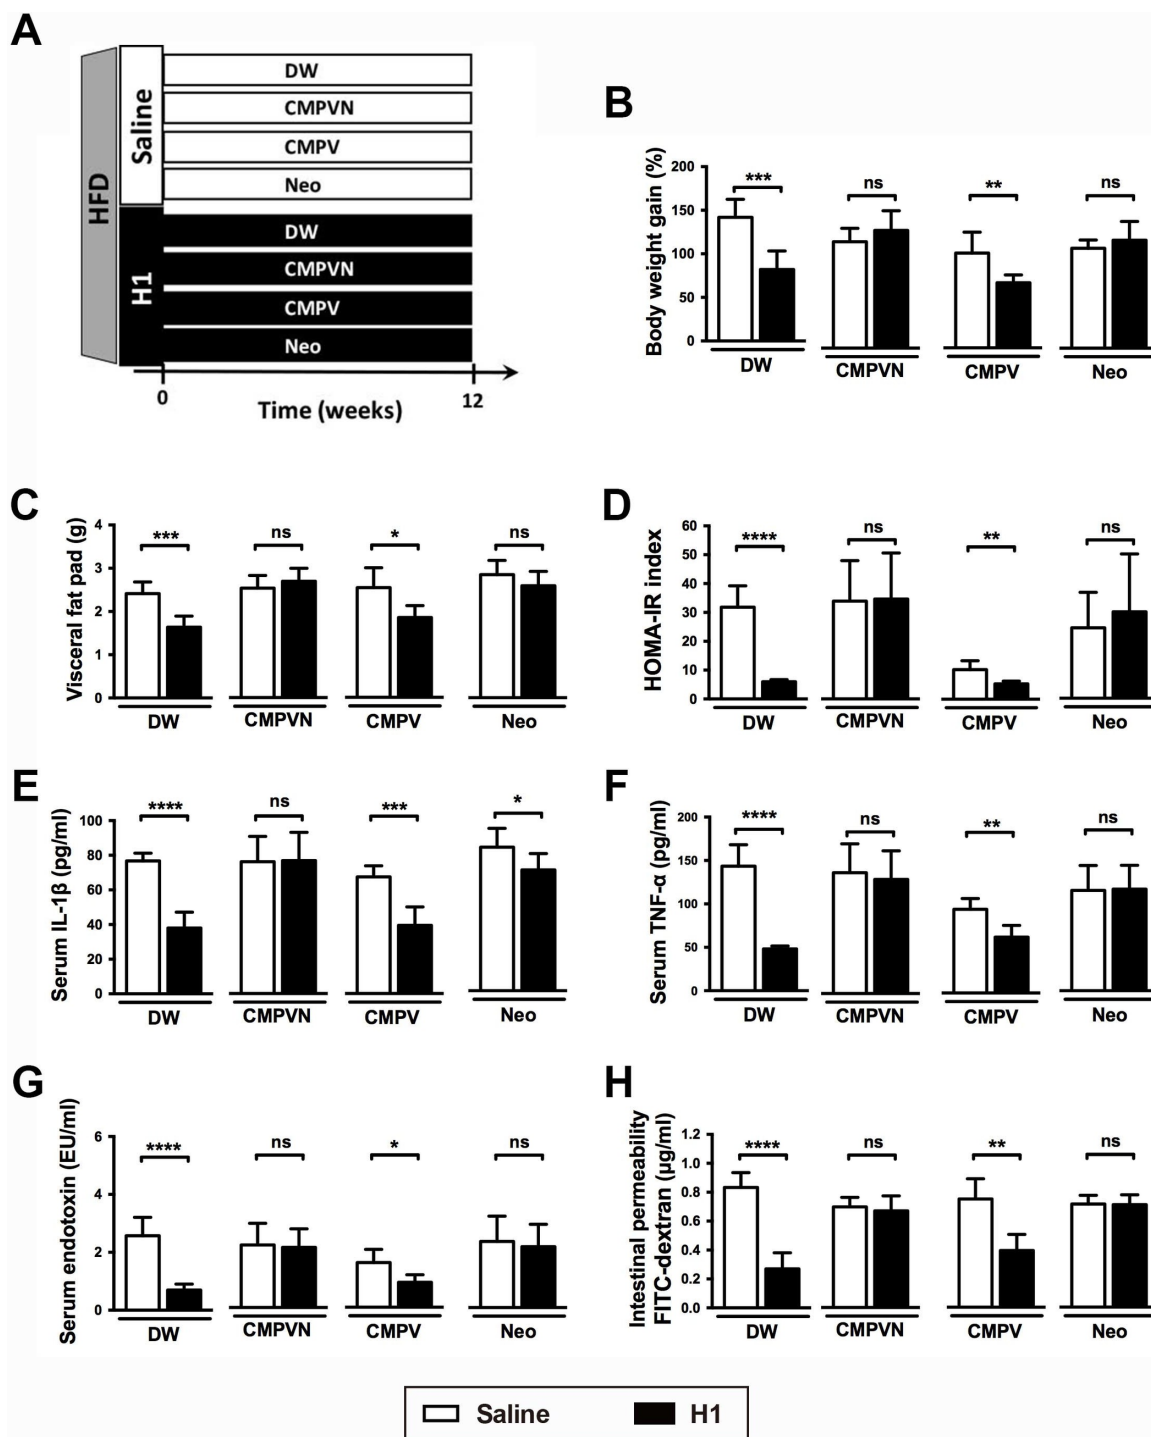 A
HFD
Saline
H1
DW
CMPVN
CMPV
Neo
DW
CMPVN
CMPV
Neo
0
12
Time (weeks)
B
Body weight gain (%)
200
150
100
50
0
***
ns
**
ns
DW
CMPVN
CMPV
Neo
C
Visceral fat pad (g)
4
3
2
1
0
***
ns
*
ns
DW
CMPVN
CMPV
Neo
D
HOMA-IR index
60
50
40
30
20
10
0
****
ns
**
ns
DW
CMPVN
CMPV
Neo
E
Serum IL-1β (pg/ml)
100
80
60
40
20
0
****
ns
***
*
DW
CMPVN
CMPV
Neo
F
Serum TNF-α (pg/ml)
200
150
100
50
0
****
ns
**
ns
DW
CMPVN
CMPV
Neo
G
Serum endotoxin (EU/ml)
6
4
2
0
****
ns
*
ns
DW
CMPVN
CMPV
Neo
H
Intestinal permeability
FITC-dextran (μg/ml)
1.2
1.0
0.8
0.6
0.4
0.2
0.0
****
ns
**
ns
DW
CMPVN
CMPV
Neo
Saline
H1